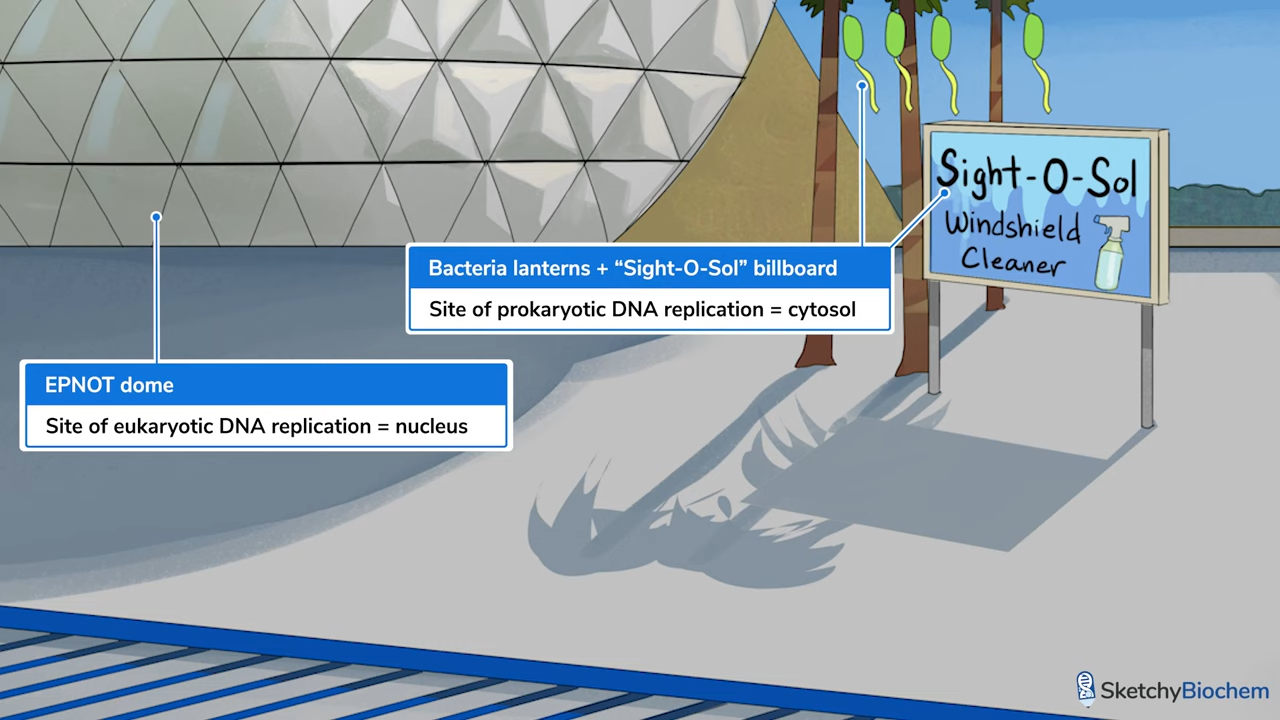 Sight-O-Sol
Windshield
Cleaner
Bacteria lanterns + “Sight-O-Sol” billboard
Site of prokaryotic DNA replication = cytosol
EPNOT dome
Site of eukaryotic DNA replication = nucleus
SketchyBiochem